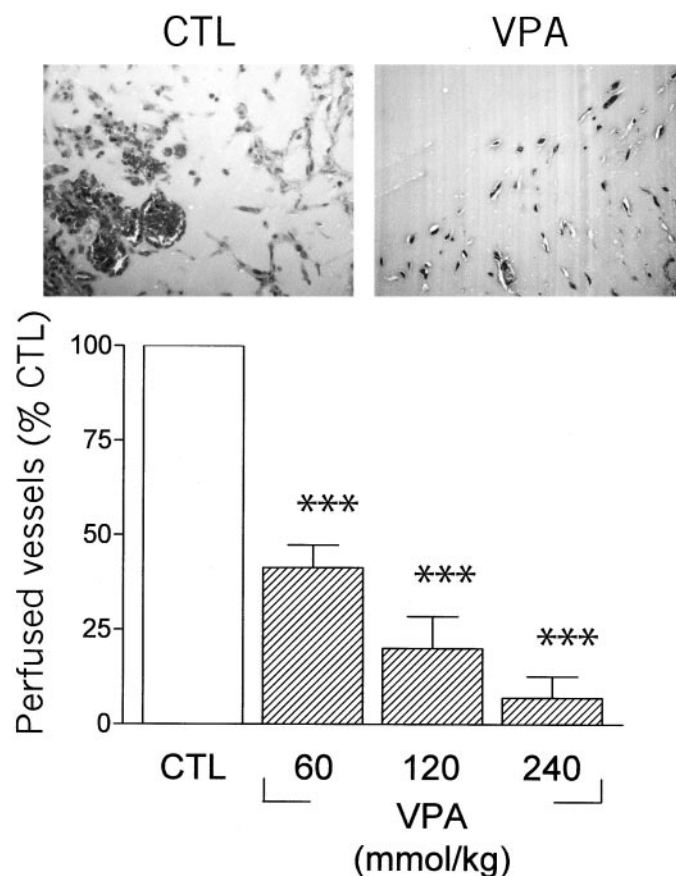 CTL VPA
Perfused vessels (% CTL)
100
75
50
25
0
***
***
***
CTL 60 120 240
VPA
(mmol/kg)